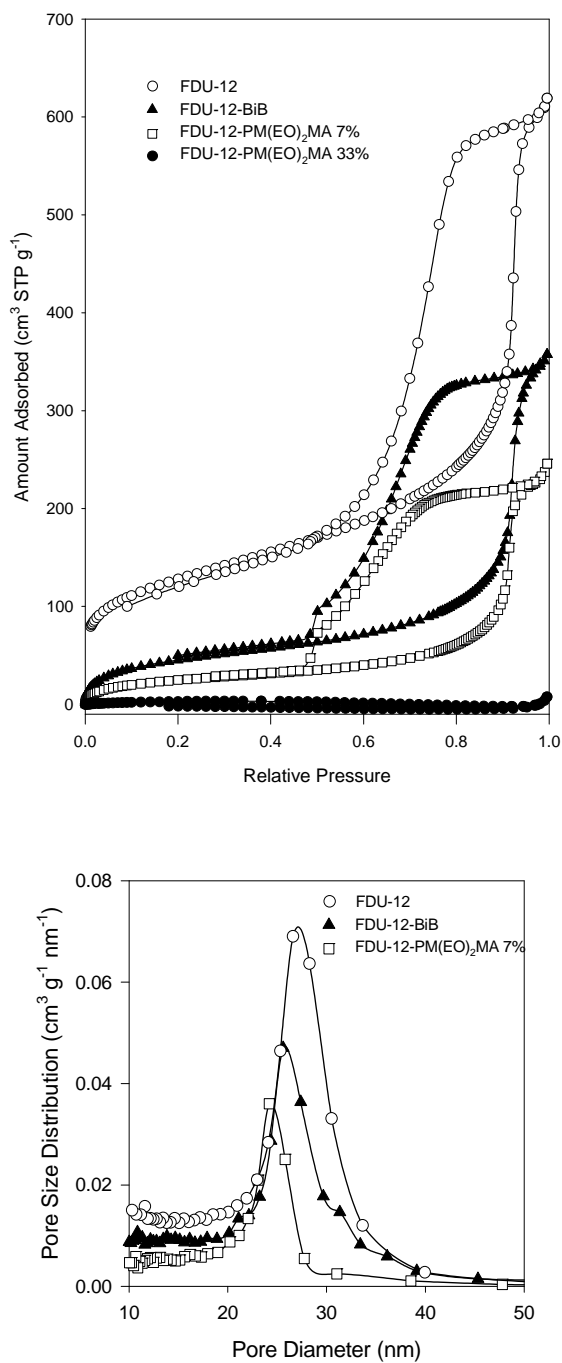 700
600
500
400
300
200
100
0
Amount Adsorbed (cm³ STP g⁻¹)
FDU-12
FDU-12-BiB
FDU-12-PM(EO)₂MA 7%
FDU-12-PM(EO)₂MA 33%
0.0 0.2 0.4 0.6 0.8 1.0
Relative Pressure
0.08
0.06
0.04
0.02
0.00
Pore Size Distribution (cm³ g⁻¹ nm⁻¹)
FDU-12
FDU-12-BiB
FDU-12-PM(EO)₂MA 7%
10 20 30 40 50
Pore Diameter (nm)